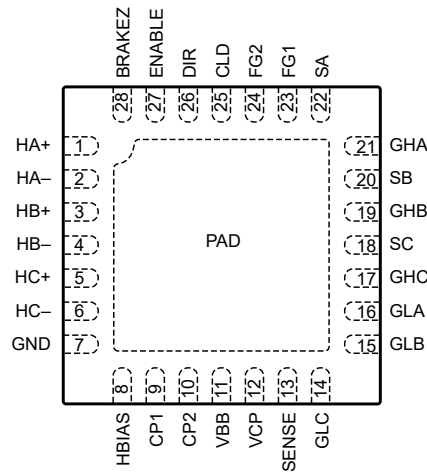 BRAKEZ
ENABLE
DIR
CLD
FG2
FG1
SA
28
27
26
25
24
23
22
HA+ 1
HA– 2
HB+ 3
HB– 4
HC+ 5
HC– 6
GND 7
PAD
21 GHA
20 SB
19 GHB
18 SC
17 GHC
16 GLA
15 GLB
8
9
10
11
12
13
14
HBIAS
CP1
CP2
VBB
VCP
SENSE
GLC